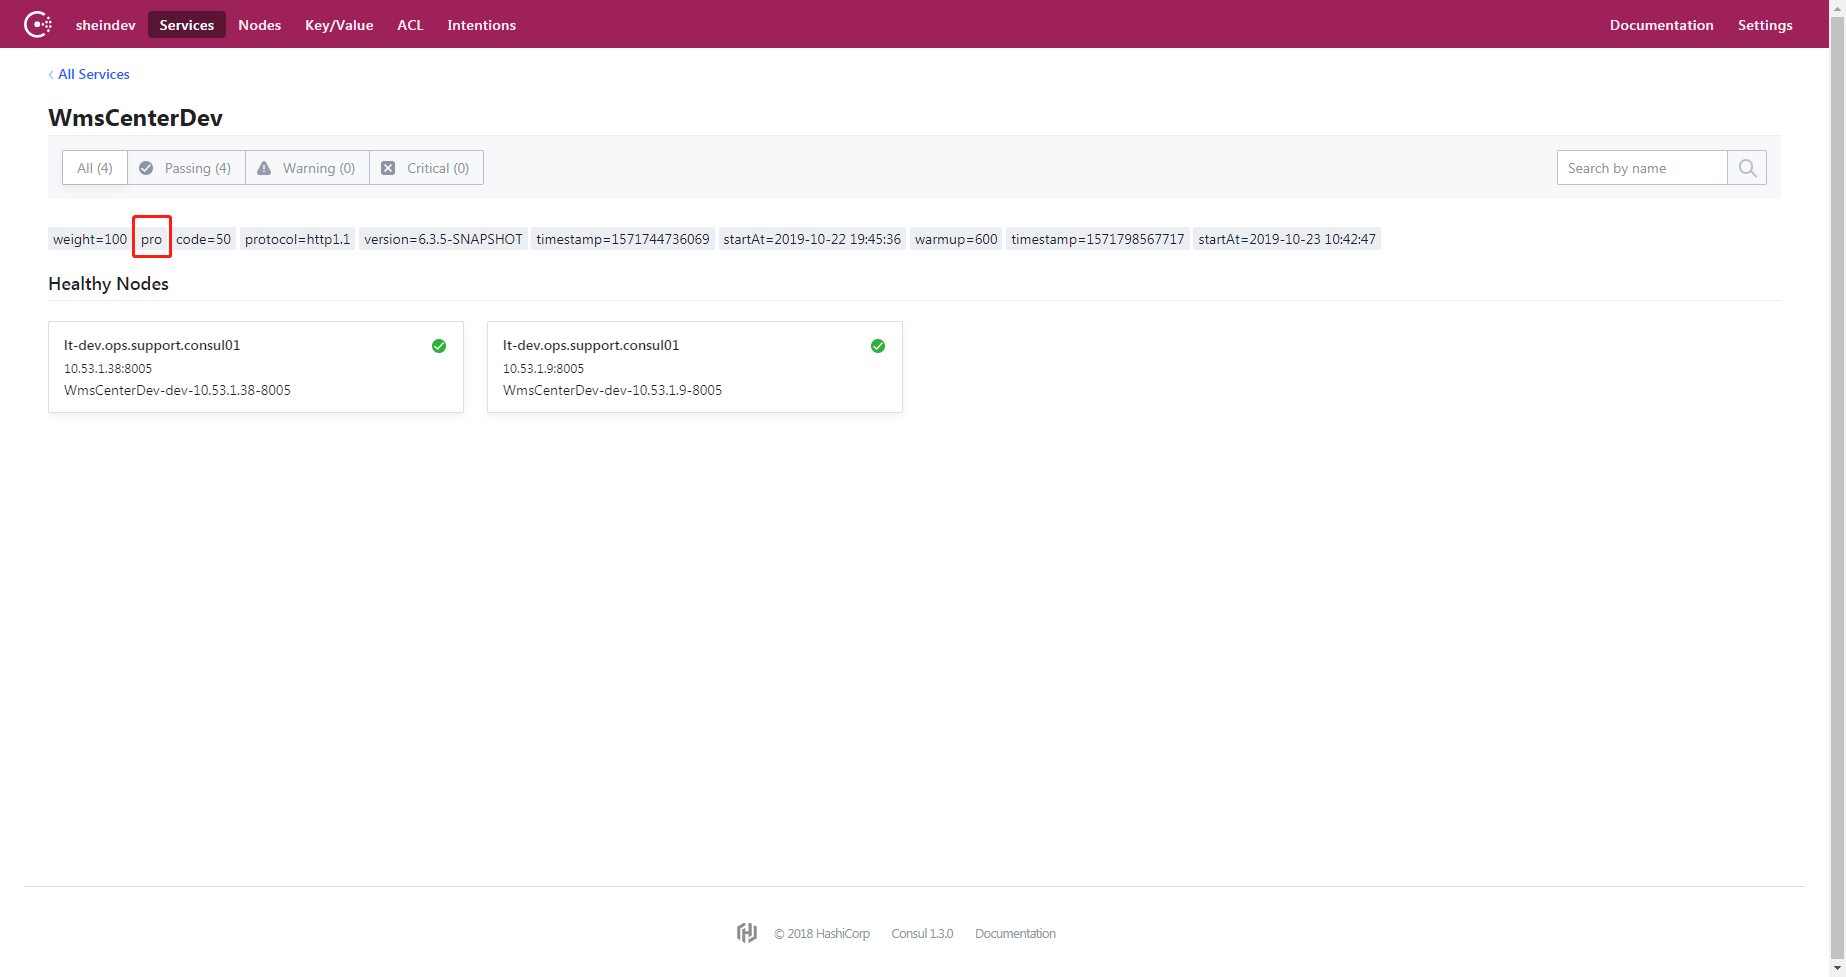 sheindev Services Nodes Key/Value ACL Intentions Documentation Settings
‹ All Services
WmsCenterDev
All (4) Passing (4) Warning (0) Critical (0) Search by name
weight=100 pro code=50 protocol=http1.1 version=6.3.5-SNAPSHOT timestamp=1571744736069 startAt=2019-10-22 19:45:36 warmup=600 timestamp=1571798567717 startAt=2019-10-23 10:42:47
Healthy Nodes
lt-dev.ops.support.consul01
10.53.1.38:8005
WmsCenterDev-dev-10.53.1.38-8005
lt-dev.ops.support.consul01
10.53.1.9:8005
WmsCenterDev-dev-10.53.1.9-8005
© 2018 HashiCorp Consul 1.3.0 Documentation